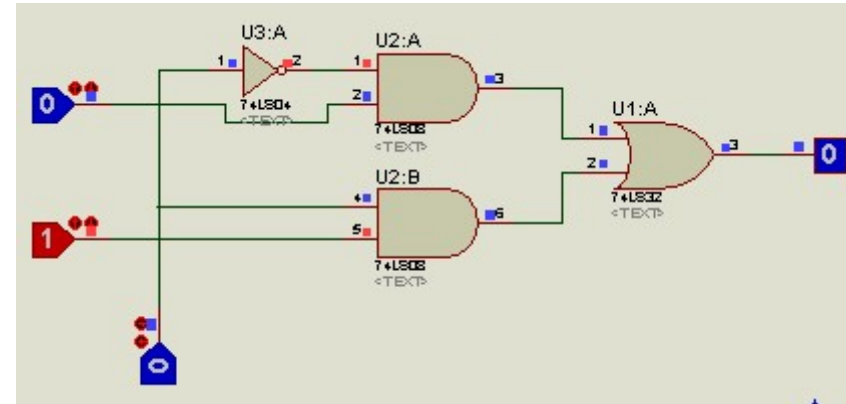 U3:A
1 2
74LS04
<TEXT>
U2:A
1
2
3
74LS08
<TEXT>
0
U1:A
1
2
3
74LS32
<TEXT>
0
U2:B
4
5
6
74LS08
<TEXT>
1
0